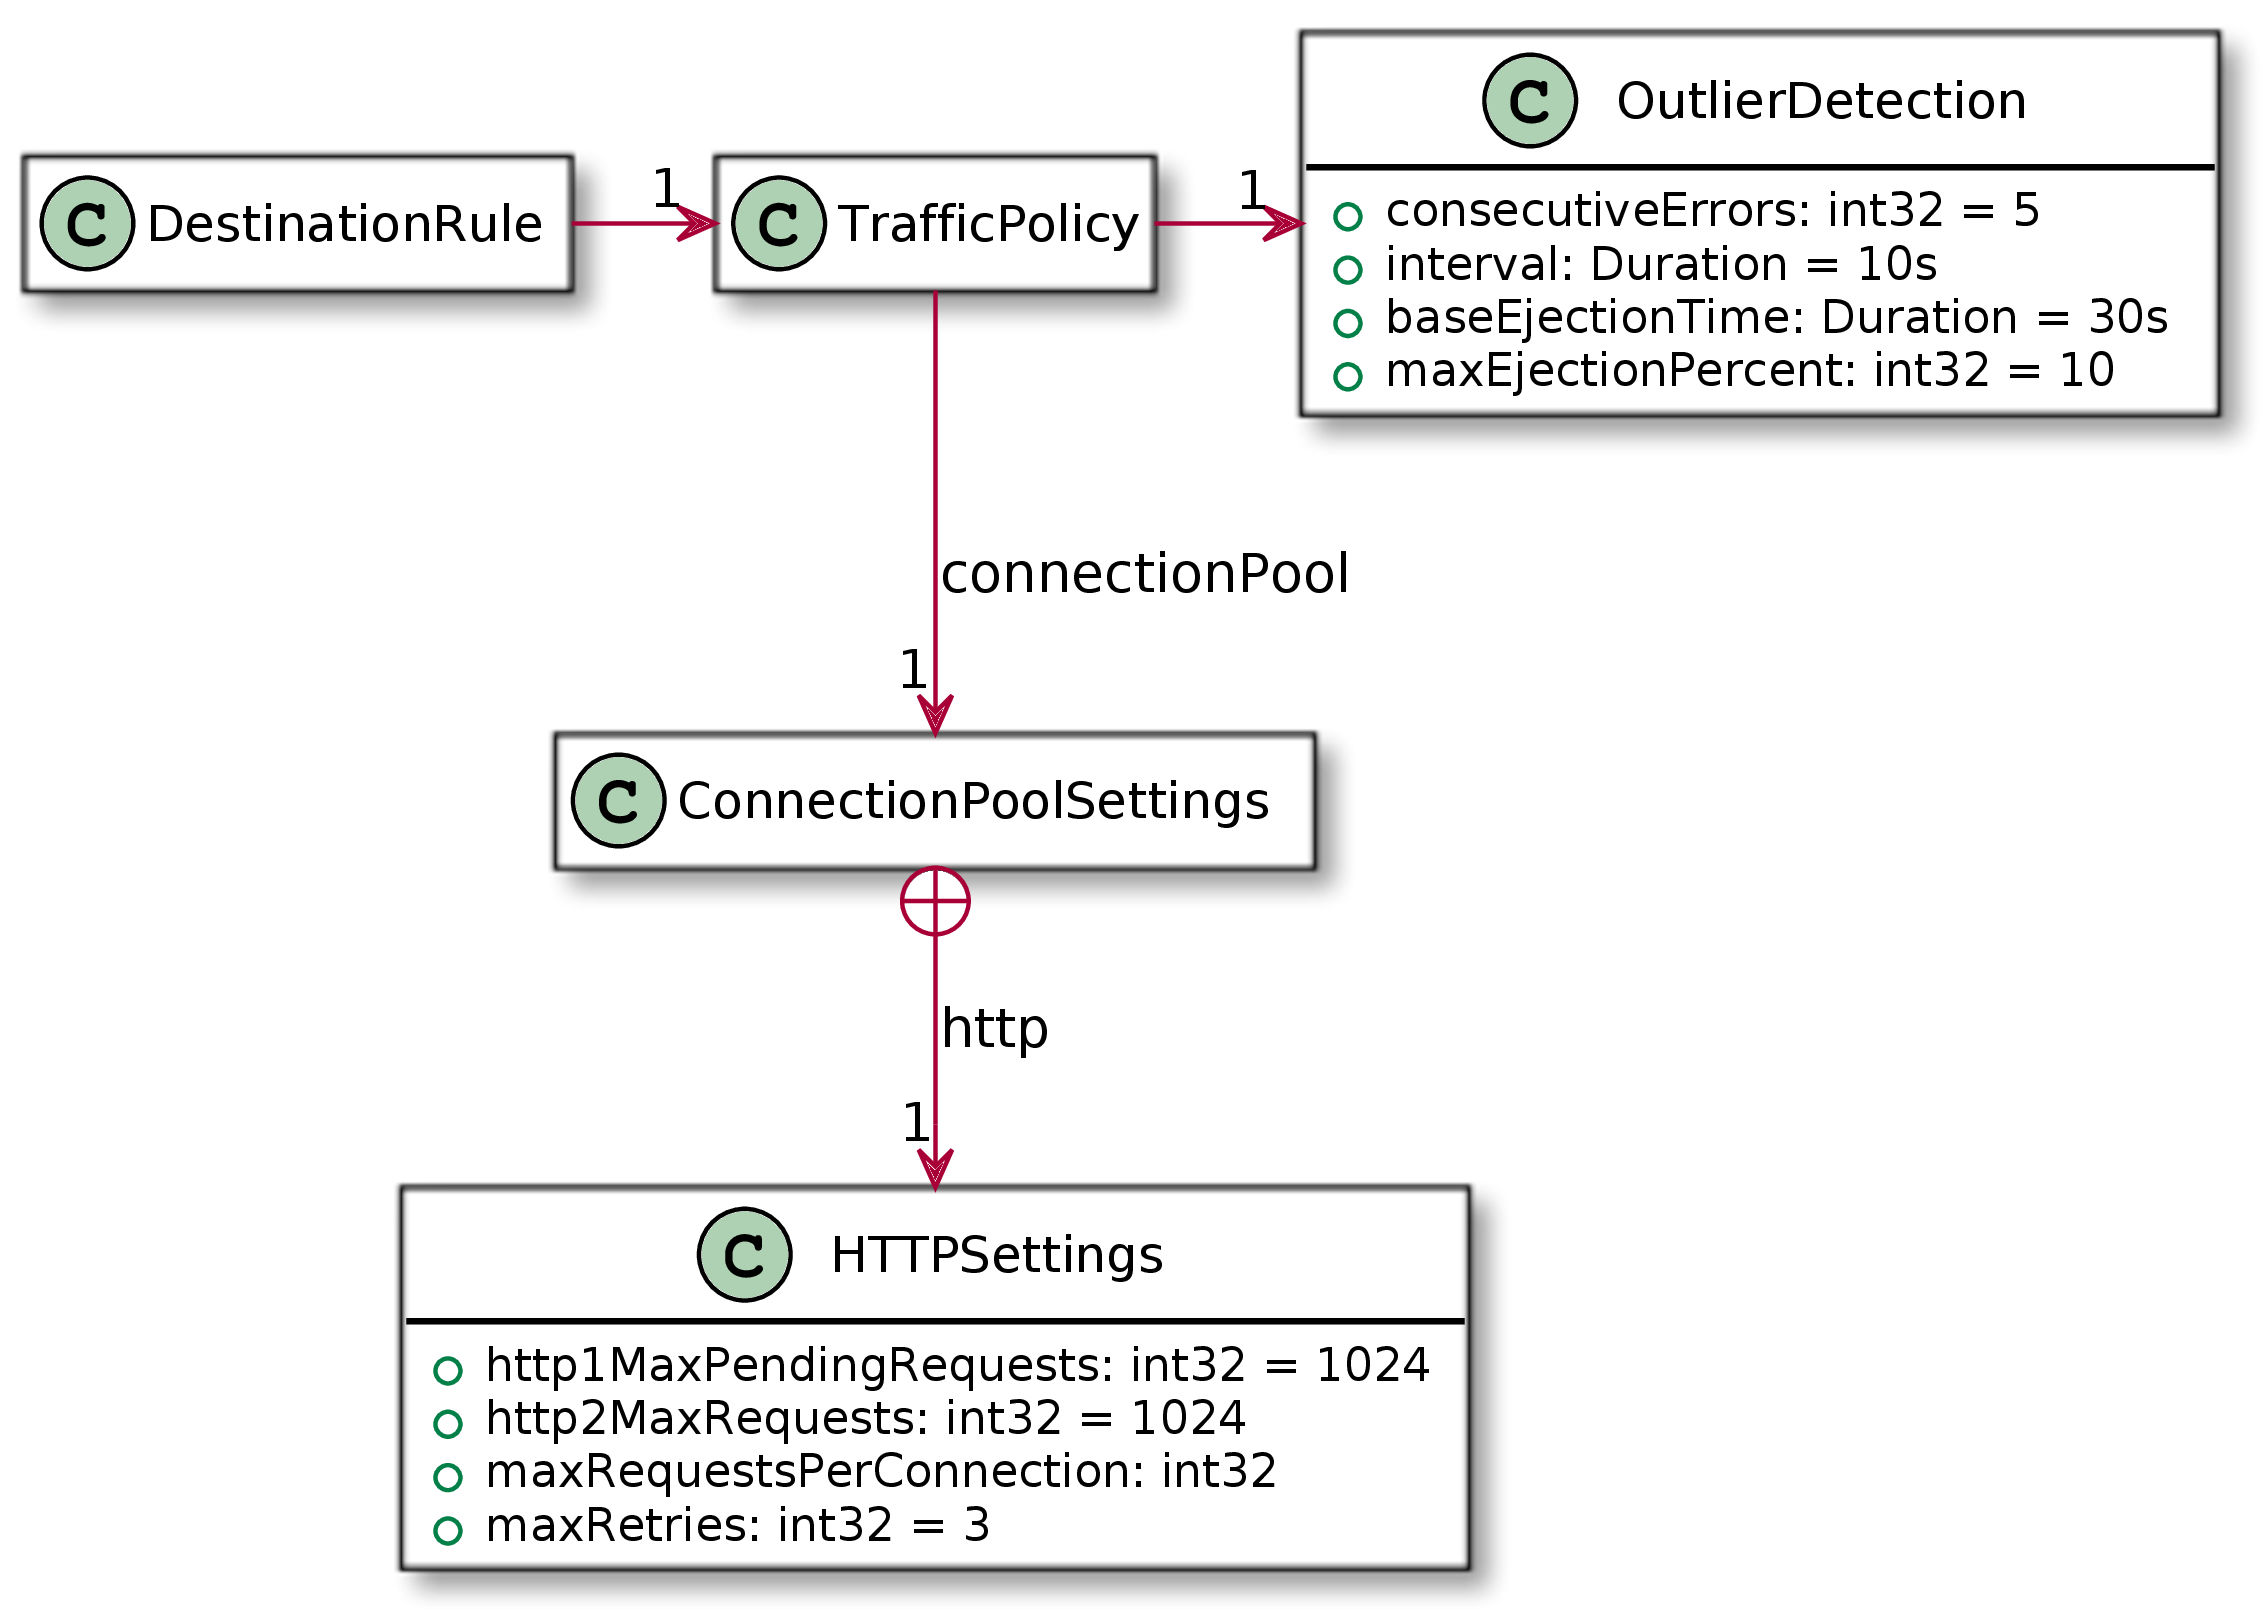 C DestinationRule
1
C TrafficPolicy
1
C OutlierDetection
consecutiveErrors: int32 = 5
interval: Duration = 10s
baseEjectionTime: Duration = 30s
maxEjectionPercent: int32 = 10
connectionPool
1
C ConnectionPoolSettings
http
1
C HTTPSettings
http1MaxPendingRequests: int32 = 1024
http2MaxRequests: int32 = 1024
maxRequestsPerConnection: int32
maxRetries: int32 = 3